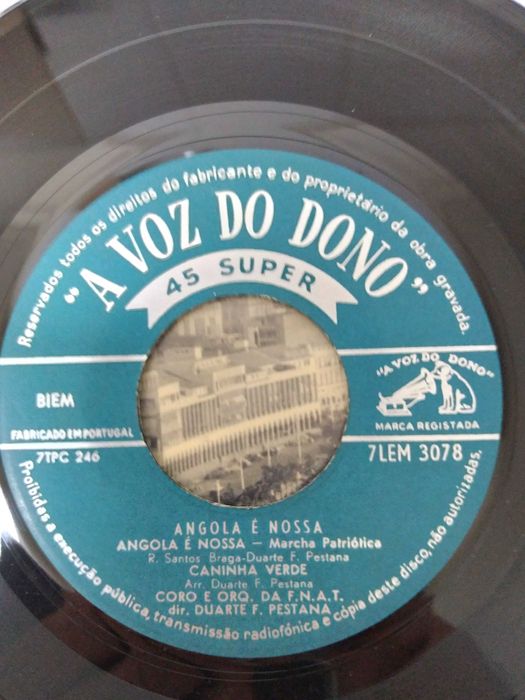 Reservados todos os direitos do fabricante e do proprietário da obra gravada.
"A VOZ DO DONO"
45 SUPER
"A VOZ DO DONO"
MARCA REGISTADA
BIEM
FABRICADO EM PORTUGAL
7TPC 246
7LEM 3078
ANGOLA É NOSSA
ANGOLA É NOSSA — Marcha Patriótica
R. Santos Braga-Duarte F. Pestana
CANINHA VERDE
Arr. Duarte F. Pestana
CORO E ORQ. DA F.N.A.T.
dir. DUARTE F. PESTANA
Proibidas a execução pública, transmissão radiofónica e cópia deste disco, não autorizadas.